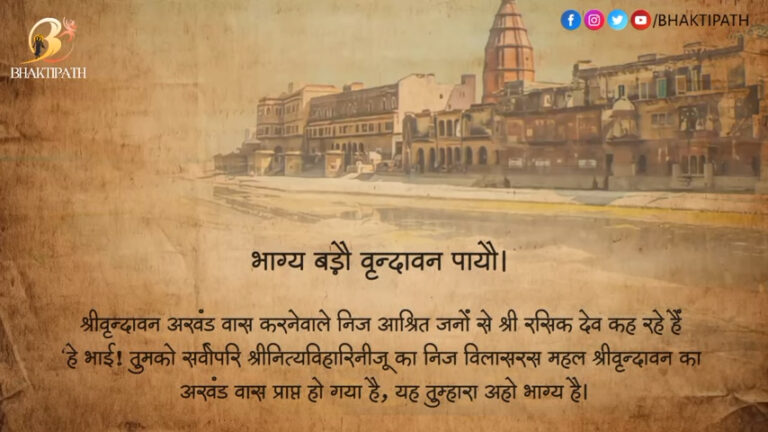 /BHAKTIPATH
BHAKTIPATH
भाग्य बड़ौ वृन्दावन पायौ।
श्रीवृन्दावन अखंड वास करनेवाले निज आश्रित जनों से श्री रसिक देव कह रहे हैं
'हे भाई! तुमको सर्वोपरि श्रीनित्यविहारिनीजू का निज विलासरस महल श्रीवृन्दावन का
अखंड वास प्राप्त हो गया है, यह तुम्हारा अहो भाग्य है।